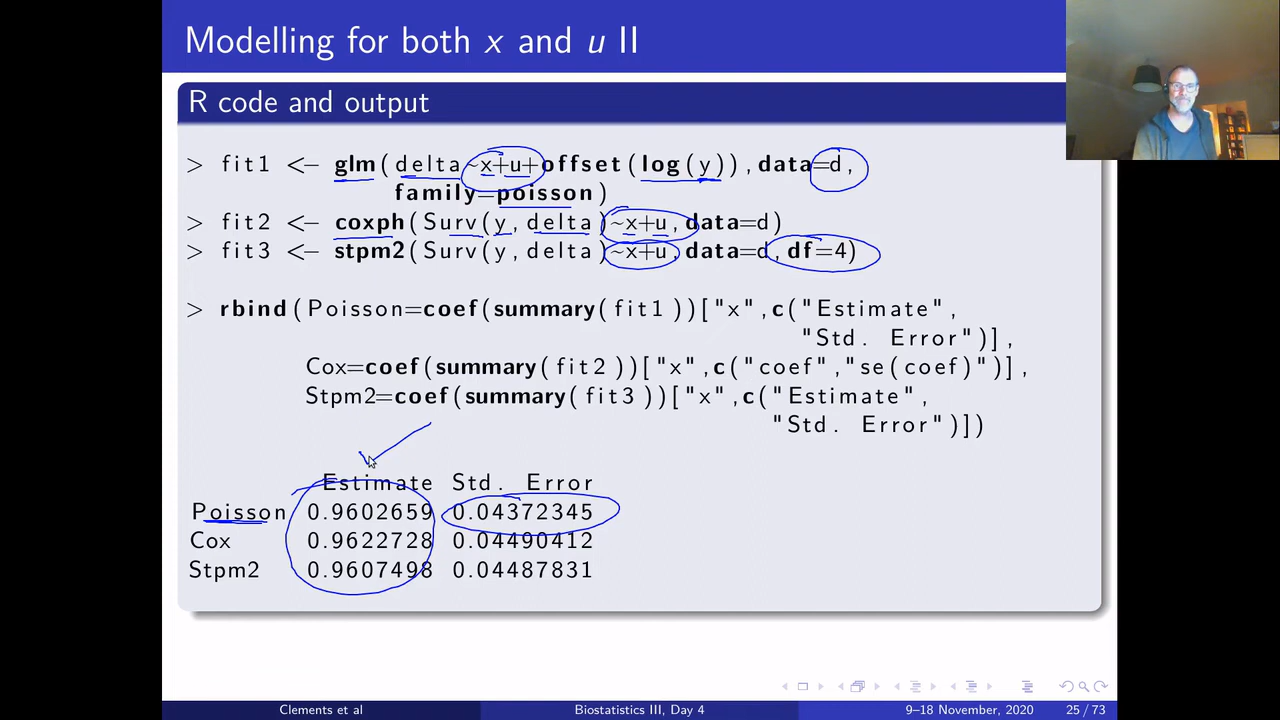 Modelling for both x and u II
R code and output
> fit1 <- glm(delta~x+u+offset(log(y)),data=d,
family=poisson)
> fit2 <- coxph(Surv(y,delta)~x+u,data=d)
> fit3 <- stpm2(Surv(y,delta)~x+u,data=d,df=4)
> rbind(Poisson=coef(summary(fit1))["x",c("Estimate",
"Std. Error")],
Cox=coef(summary(fit2))["x",c("coef","se(coef)")],
Stpm2=coef(summary(fit3))["x",c("Estimate",
"Std. Error")])
Estimate Std. Error
Poisson 0.9602659 0.04372345
Cox 0.9622728 0.04490412
Stpm2 0.9607498 0.04487831
Clements et al Biostatistics III, Day 4 9–18 November, 2020 25 / 73